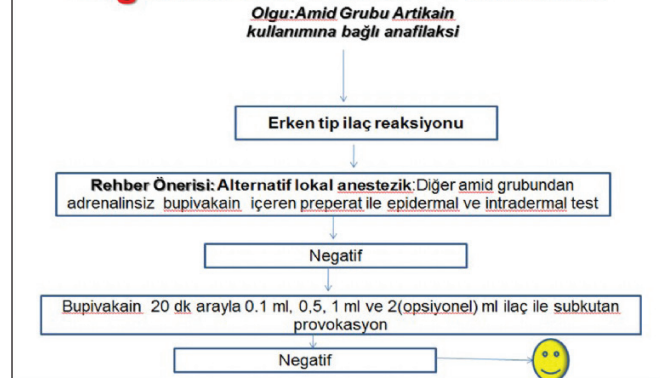 Olgu:Amid Grubu Artikain
kullanımına bağlı anafilaksi
Erken tip ilaç reaksiyonu
Rehber Önerisi: Alternatif lokal anestezik:Diğer amid grubundan
adrenalinsiz bupivakain içeren preperat ile epidermal ve intradermal test
Negatif
Bupivakain 20 dk arayla 0.1 ml, 0,5, 1 ml ve 2(opsiyonel) ml ilaç ile subkutan
provokasyon
Negatif